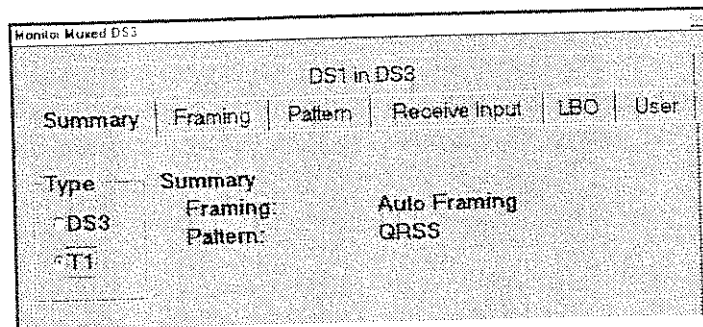 Monitor Muxed DS3
DS1 in DS3
Summary Framing Pattern Receive Input LBO User
Type Summary
Framing: Auto Framing
DS3
Pattern: QRSS
T1